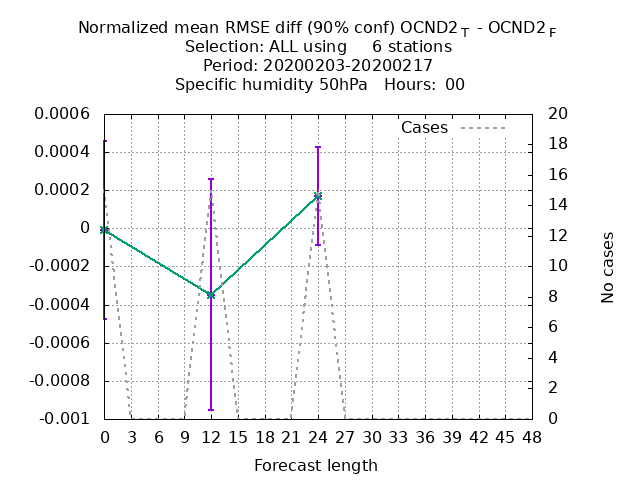 Normalized mean RMSE diff (90% conf) OCND2 T - OCND2 F
Selection: ALL using 6 stations
Period: 20200203-20200217
Specific humidity 50hPa Hours: 00
Cases
0.0006
0.0004
0.0002
0
-0.0002
-0.0004
-0.0006
-0.0008
-0.001
20
18
16
14
12
10
8
6
4
2
0
No cases
0 3 6 9 12 15 18 21 24 27 30 33 36 39 42 45 48
Forecast length